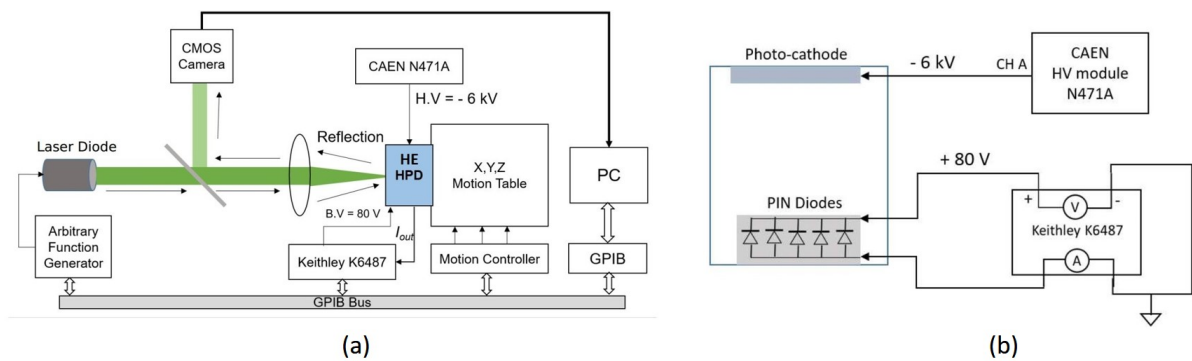 CMOS
Camera
CAEN N471A
H.V = - 6 kV
Laser Diode
Reflection
HE
HPD
X,Y,Z
Motion Table
PC
B.V = 80 V
Iout
Arbitrary
Function
Generator
Keithley K6487
Motion Controller
GPIB
GPIB Bus
(a)
Photo-cathode
- 6 kV
CH A
CAEN
HV module
N471A
+ 80 V
PIN Diodes
+ V -
Keithley K6487
A
(b)